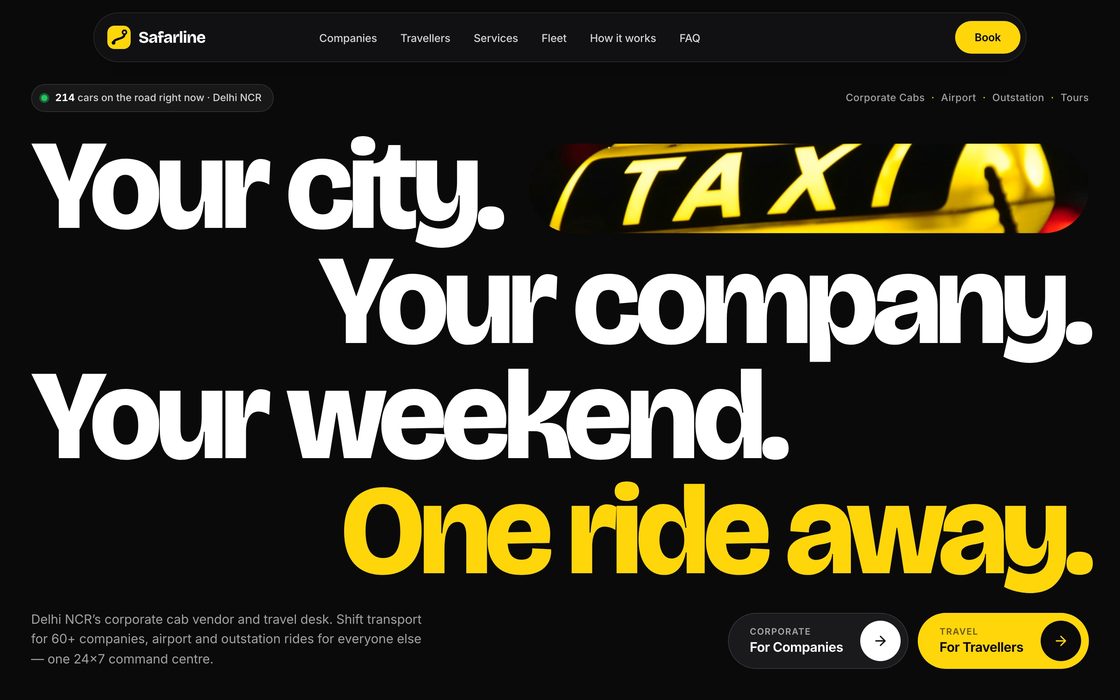 Safarline
Companies Travellers Services Fleet How it works FAQ
Book
214 cars on the road right now · Delhi NCR
Corporate Cabs · Airport · Outstation · Tours
Your city.
TAXI
Your company.
Your weekend.
One ride away.
Delhi NCR's corporate cab vendor and travel desk. Shift transport
for 60+ companies, airport and outstation rides for everyone else
— one 24×7 command centre.
CORPORATE
For Companies →
TRAVEL
For Travellers →